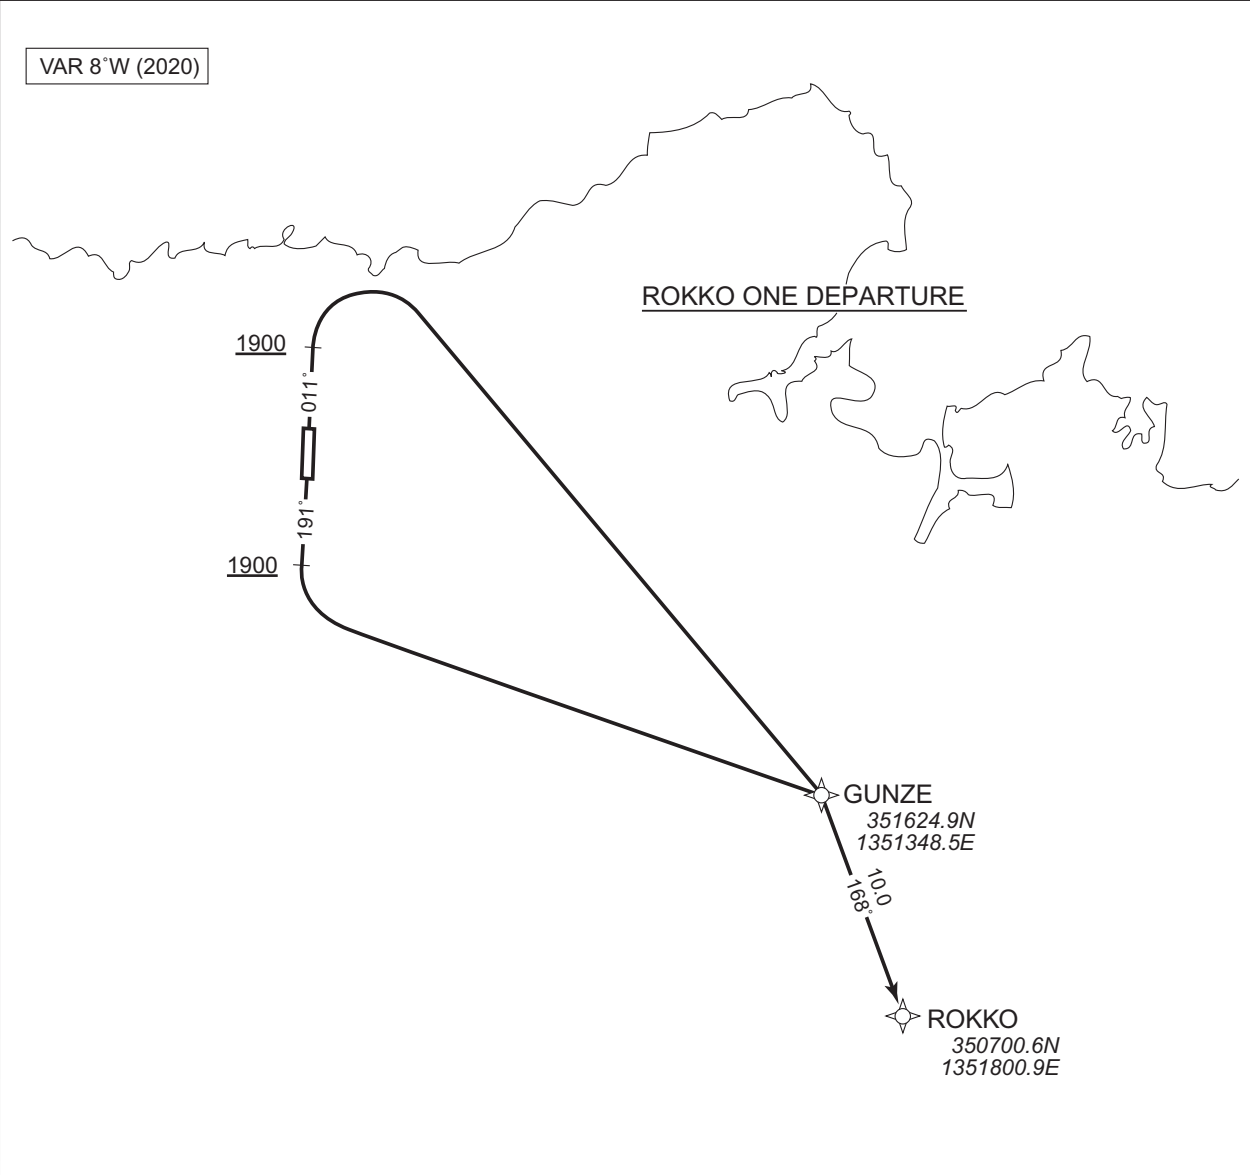 VAR 8°W (2020)
ROKKO ONE DEPARTURE
1900
011°
191°
1900
GUNZE
351624.9N
1351348.5E
10.0
168°
ROKKO
350700.6N
1351800.9E